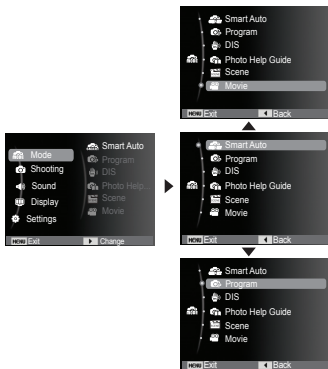 Smart Auto
Program
DIS
Photo Help Guide
Scene
Movie
MENU Exit
Back
Mode
Shooting
Sound
Display
Settings
Smart Auto
Program
DIS
Photo Help...
Scene
Movie
MENU Exit
Change
Smart Auto
Program
DIS
Photo Help Guide
Scene
Movie
MENU Exit
Back
Smart Auto
Program
DIS
Photo Help Guide
Scene
Movie
MENU Exit
Back